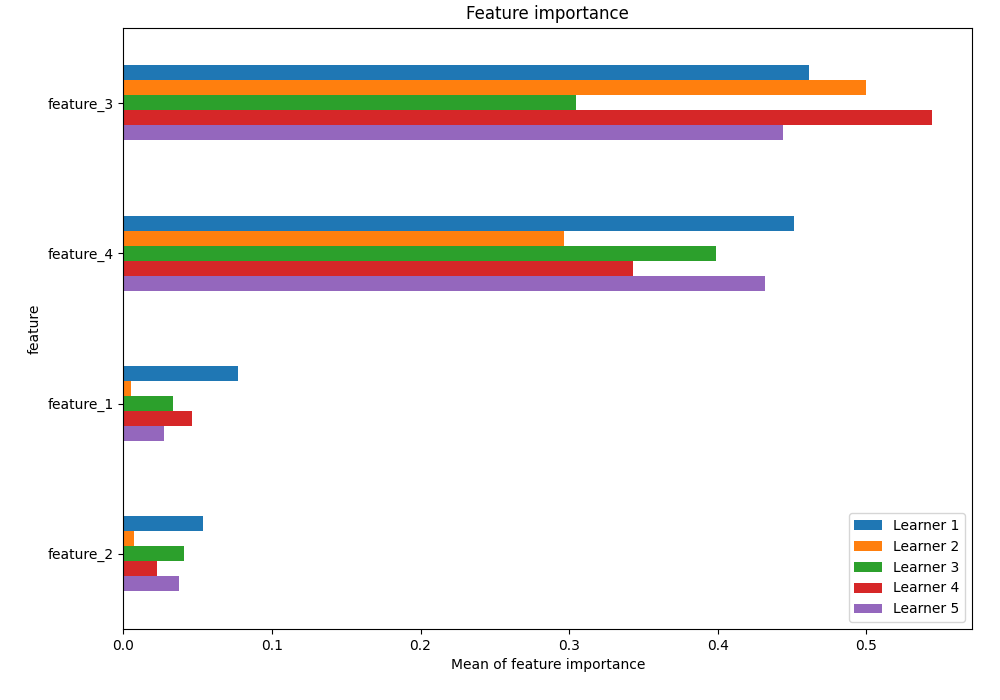 Feature importance
feature_3
feature_4
feature_1
feature_2
feature
0.0 0.1 0.2 0.3 0.4 0.5
Mean of feature importance
Learner 1
Learner 2
Learner 3
Learner 4
Learner 5